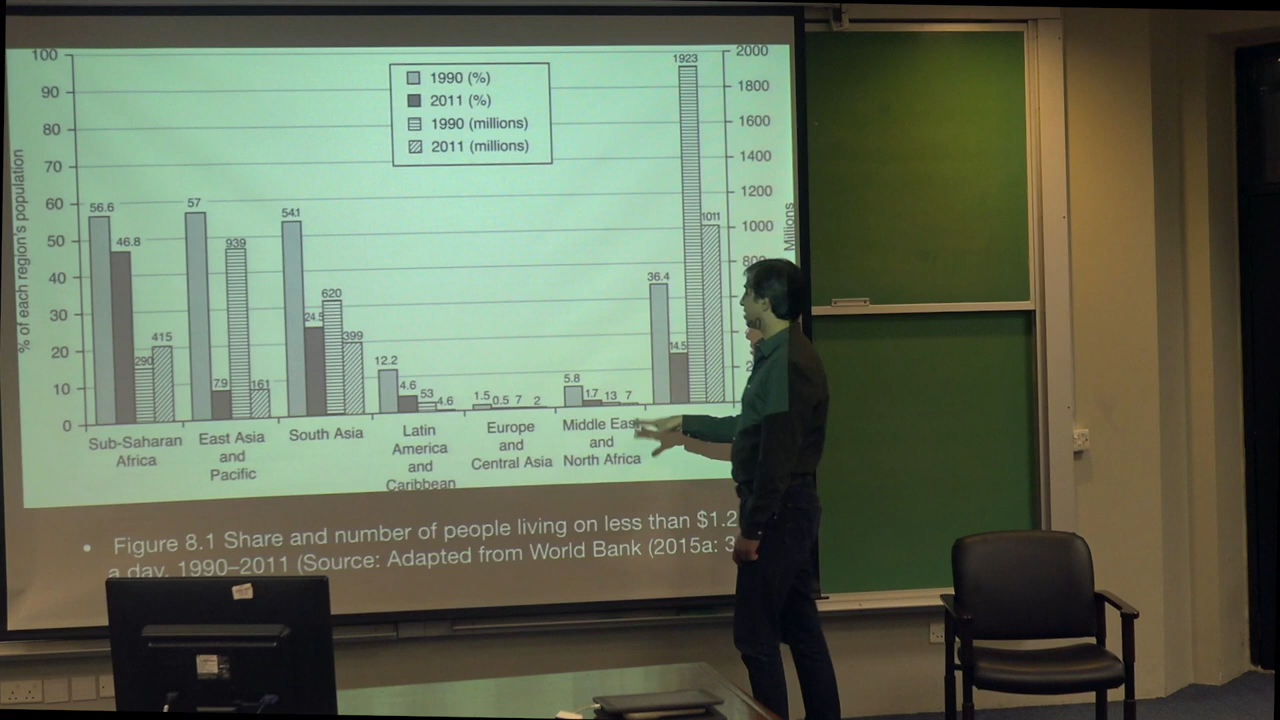 100
90
80
70
60
50
40
30
20
10
0
% of each region's population
1990 (%)
2011 (%)
1990 (millions)
2011 (millions)
2000
1800
1600
1400
1200
1000
Millions
56.6
46.8
290
415
57
7.9
939
161
54.1
24.5
620
399
12.2
4.6
53
4.6
1.5
0.5
7
2
5.8
1.7
13
7
36.4
14.5
1923
1011
Sub-Saharan
Africa
East Asia
and
Pacific
South Asia
Latin
America
and
Caribbean
Europe
and
Central Asia
Middle East
and
North Africa
• Figure 8.1 Share and number of people living on less than $1.2
a day, 1990–2011 (Source: Adapted from World Bank (2015a: 3